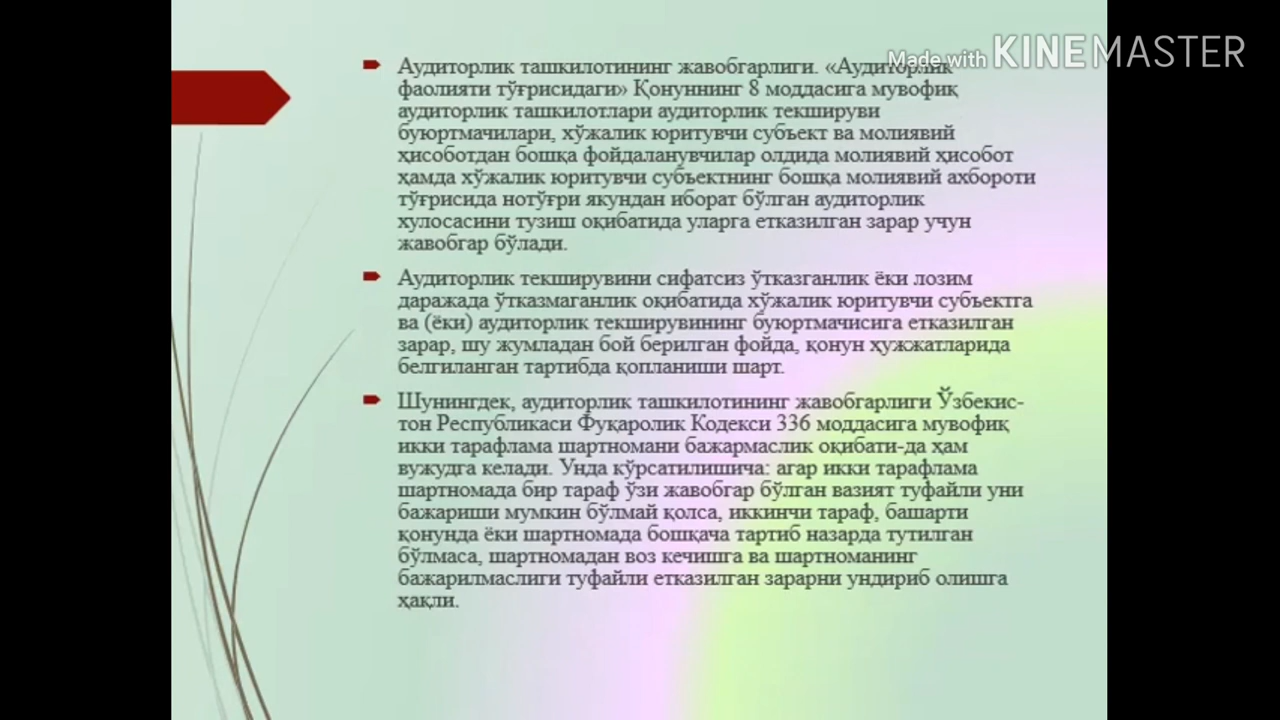 Made with KINEMASTER
Аудиторлик ташкилотининг жавобгарлиги. «Аудиторлик
фаолияти тўғрисидаги» Қонуннинг 8 моддасига мувофиқ
аудиторлик ташкилотлари аудиторлик текшируви
буюртмачилари, хўжалик юритувчи субъект ва молиявий
ҳисоботдан бошқа фойдаланувчилар олдида молиявий ҳисобот
ҳамда хўжалик юритувчи субъектнинг бошқа молиявий ахбороти
тўғрисида нотўғри якундан иборат бўлган аудиторлик
хулосасини тузиш оқибатида уларга етказилган зарар учун
жавобгар бўлади.
Аудиторлик текширувини сифатсиз ўтказганлик ёки лозим
даражада ўтказмаганлик оқибатида хўжалик юритувчи субъектга
ва (ёки) аудиторлик текширувининг буюртмачисига етказилган
зарар, шу жумладан бой берилган фойда, қонун ҳужжатларида
белгиланган тартибда қопланиши шарт.
Шунингдек, аудиторлик ташкилотининг жавобгарлиги Ўзбекис-
тон Республикаси Фуқаролик Кодекси 336 моддасига мувофиқ
икки тарафлама шартномани бажармаслик оқибати-да ҳам
вужудга келади. Унда кўрсатилишича: агар икки тарафлама
шартномада бир тараф ўзи жавобгар бўлган вазият туфайли уни
бажариши мумкин бўлмай қолса, иккинчи тараф, башарти
қонунда ёки шартномада бошқача тартиб назарда тутилган
бўлмаса, шартномадан воз кечишга ва шартноманинг
бажарилмаслиги туфайли етказилган зарарни ундириб олишга
ҳақли.